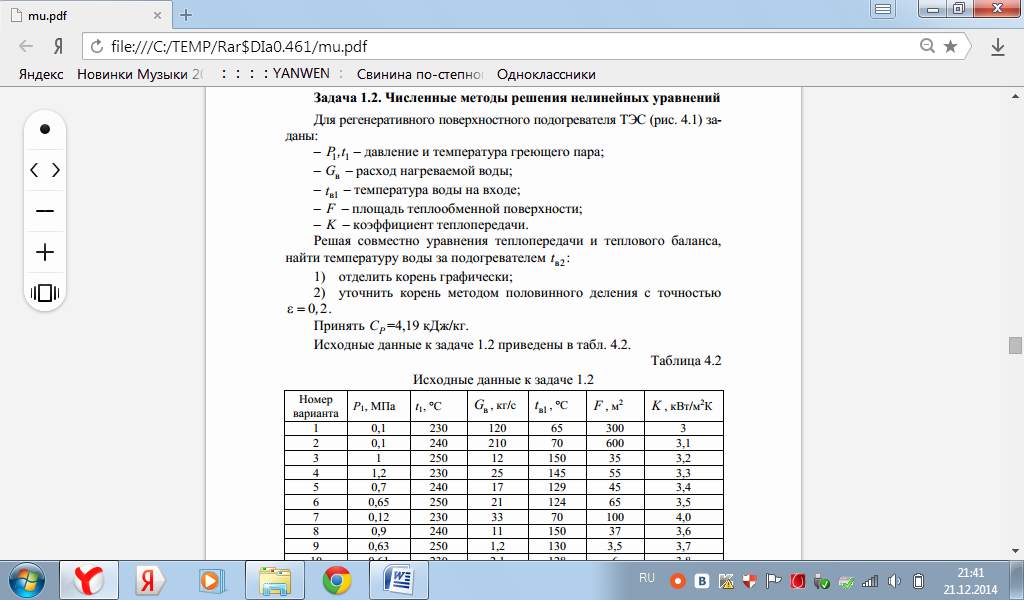 mu.pdf
file:///C:/TEMP/Rar$DIa0.461/mu.pdf
Яндекс Новинки Музыки 20 : : : : YANWEN : Свинина по-степно Одноклассники
Задача 1.2. Численные методы решения нелинейных уравнений
Для регенеративного поверхностного подогревателя ТЭС (рис. 4.1) за-
даны:
– P1,t1 – давление и температура греющего пара;
– Gв – расход нагреваемой воды;
– tв1 – температура воды на входе;
– F – площадь теплообменной поверхности;
– K – коэффициент теплопередачи.
Решая совместно уравнения теплопередачи и теплового баланса,
найти температуру воды за подогревателем tв2:
1) отделить корень графически;
2) уточнить корень методом половинного деления с точностью
ε = 0,2.
Принять CP=4,19 кДж/кг.
Исходные данные к задаче 1.2 приведены в табл. 4.2.
Таблица 4.2
Исходные данные к задаче 1.2
Номер варианта P1, МПа t1, °C Gв, кг/с tв1, °C F, м2 K, кВт/м2К
1 0,1 230 120 65 300 3
2 0,1 240 210 70 600 3,1
3 1 250 12 150 35 3,2
4 1,2 230 25 145 55 3,3
5 0,7 240 17 129 45 3,4
6 0,65 250 21 124 65 3,5
7 0,12 230 33 70 100 4,0
8 0,9 240 11 150 37 3,6
9 0,63 250 1,2 130 3,5 3,7
RU
21:41
21.12.2014